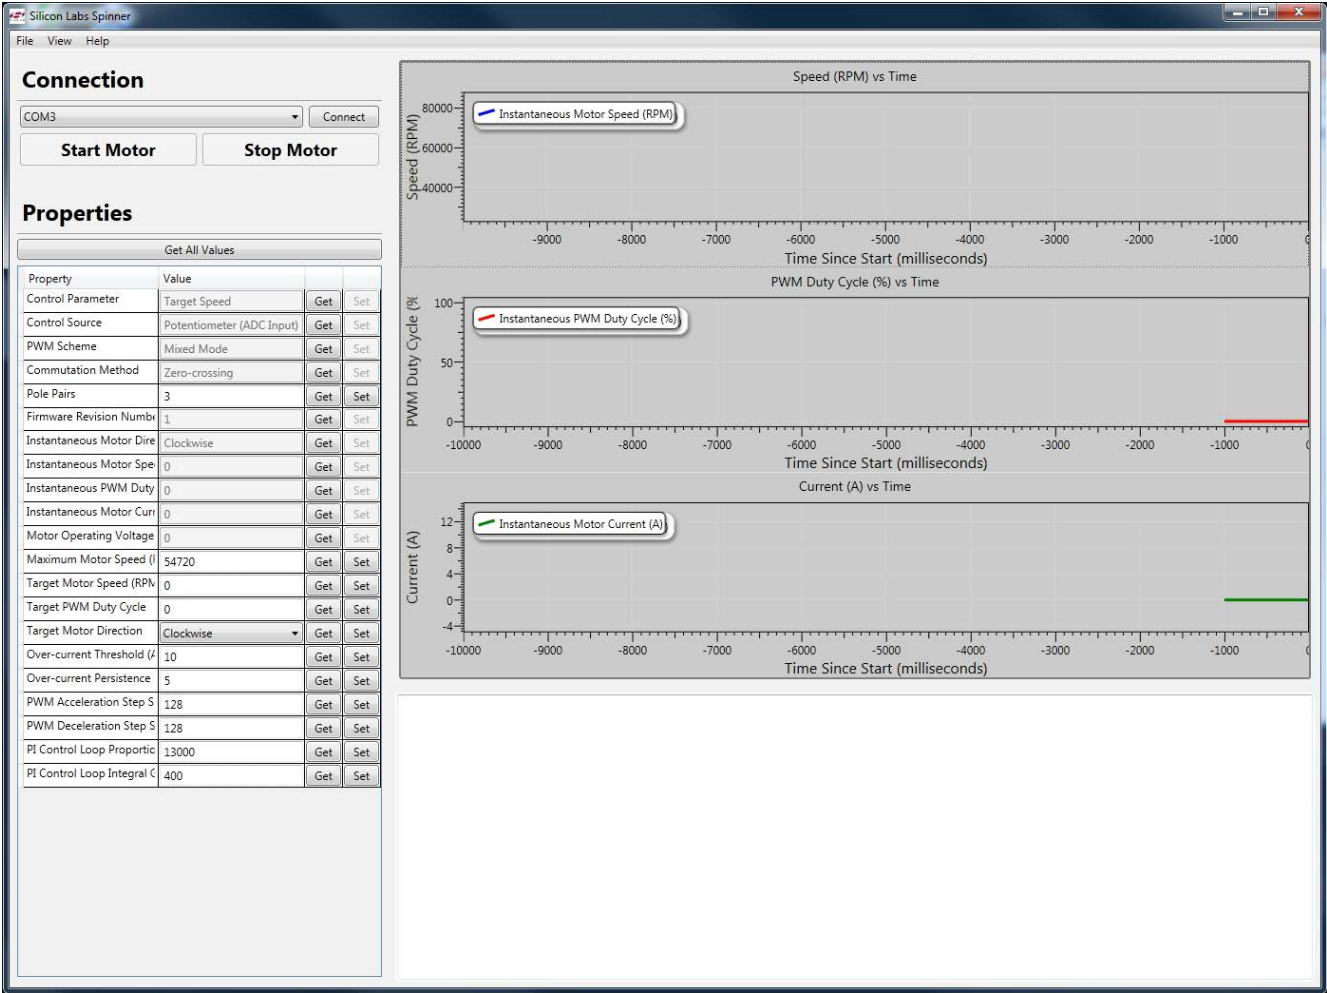 Silicon Labs Spinner
File View Help
Connection
COM3 Connect
Start Motor Stop Motor
Properties
Get All Values
Property Value
Control Parameter Target Speed Get Set
Control Source Potentiometer (ADC Input) Get Set
PWM Scheme Mixed Mode Get Set
Commutation Method Zero-crossing Get Set
Pole Pairs 3 Get Set
Firmware Revision Numbe 1 Get Set
Instantaneous Motor Dire Clockwise Get Set
Instantaneous Motor Spe 0 Get Set
Instantaneous PWM Duty 0 Get Set
Instantaneous Motor Curr 0 Get Set
Motor Operating Voltage 0 Get Set
Maximum Motor Speed ( 54720 Get Set
Target Motor Speed (RPM 0 Get Set
Target PWM Duty Cycle 0 Get Set
Target Motor Direction Clockwise Get Set
Over-current Threshold ( 10 Get Set
Over-current Persistence 5 Get Set
PWM Acceleration Step S 128 Get Set
PWM Deceleration Step S 128 Get Set
PI Control Loop Proportio 13000 Get Set
PI Control Loop Integral 400 Get Set
Speed (RPM) vs Time
Instantaneous Motor Speed (RPM)
Speed (RPM)
80000
60000
40000
-9000 -8000 -7000 -6000 -5000 -4000 -3000 -2000 -1000
Time Since Start (milliseconds)
PWM Duty Cycle (%) vs Time
Instantaneous PWM Duty Cycle (%)
PWM Duty Cycle (%
100
50
0
-10000 -9000 -8000 -7000 -6000 -5000 -4000 -3000 -2000 -1000
Time Since Start (milliseconds)
Current (A) vs Time
Instantaneous Motor Current (A)
Current (A)
12
8
4
0
-4
-10000 -9000 -8000 -7000 -6000 -5000 -4000 -3000 -2000 -1000
Time Since Start (milliseconds)